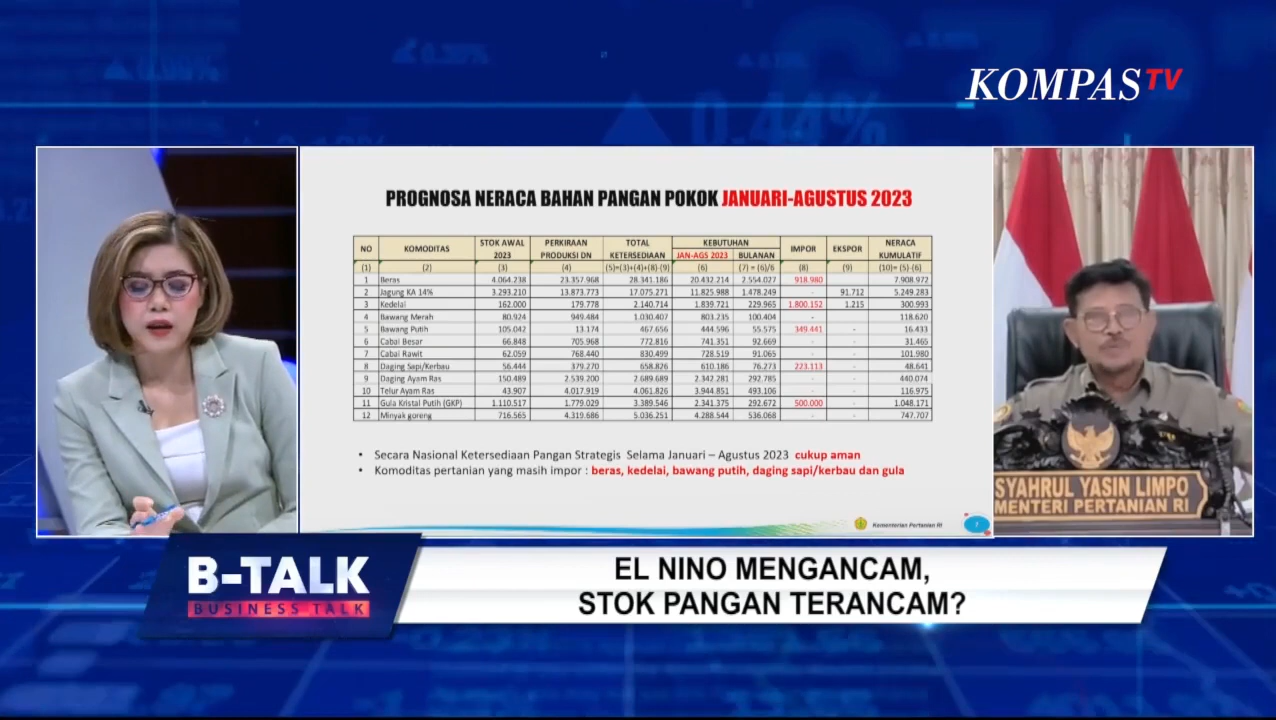 KOMPAS TV
0.30%
0.09%
0.44%
PROGNOSA NERACA BAHAN PANGAN POKOK JANUARI-AGUSTUS 2023
NO KOMODITAS STOK AWAL 2023 PERKIRAAN PRODUKSI DN TOTAL KETERSEDIAAN KEBUTUHAN JAN-AGS 2023 BULANAN IMPOR EKSPOR NERACA KUMULATIF
(1) (2) (3) (4) (5)=(3)+(4)+(8)-(9) (6) (7) = (6)/6 (8) (9) (10)= (5)-(6)
1 Beras 4.064.238 23.357.968 28.341.186 20.432.214 2.554.027 918.980 7.908.972
2 Jagung KA 14% 3.293.210 13.873.773 17.075.271 11.825.988 1.478.249 - 91.712 5.249.283
3 Kedelai 162.000 179.778 2.140.714 1.839.721 229.965 1.800.152 1.215 300.993
4 Bawang Merah 80.924 949.484 1.030.407 803.235 100.404 - 118.620
5 Bawang Putih 105.042 13.174 467.656 444.596 55.575 349.441 - 16.433
6 Cabai Besar 66.848 705.968 772.816 741.351 92.669 - - 31.465
7 Cabai Rawit 62.059 768.440 830.499 728.519 91.065 - - 101.980
8 Daging Sapi/Kerbau 56.444 379.270 658.826 610.186 76.273 223.113 - 48.641
9 Daging Ayam Ras 150.489 2.539.200 2.689.689 2.342.281 292.785 - - 440.074
10 Telur Ayam Ras 43.907 4.017.919 4.061.826 3.944.851 493.106 - - 116.975
11 Gula Kristal Putih (GKP) 1.110.517 1.779.029 3.389.546 2.341.375 292.672 500.000 - 1.048.171
12 Minyak goreng 716.565 4.319.686 5.036.251 4.288.544 536.068 - - 747.707
• Secara Nasional Ketersediaan Pangan Strategis Selama Januari – Agustus 2023 cukup aman
• Komoditas pertanian yang masih impor : beras, kedelai, bawang putih, daging sapi/kerbau dan gula
Kementerian Pertanian RI
7
SYAHRUL YASIN LIMPO
MENTERI PERTANIAN RI
B-TALK
BUSINESS TALK
EL NINO MENGANCAM,
STOK PANGAN TERANCAM?